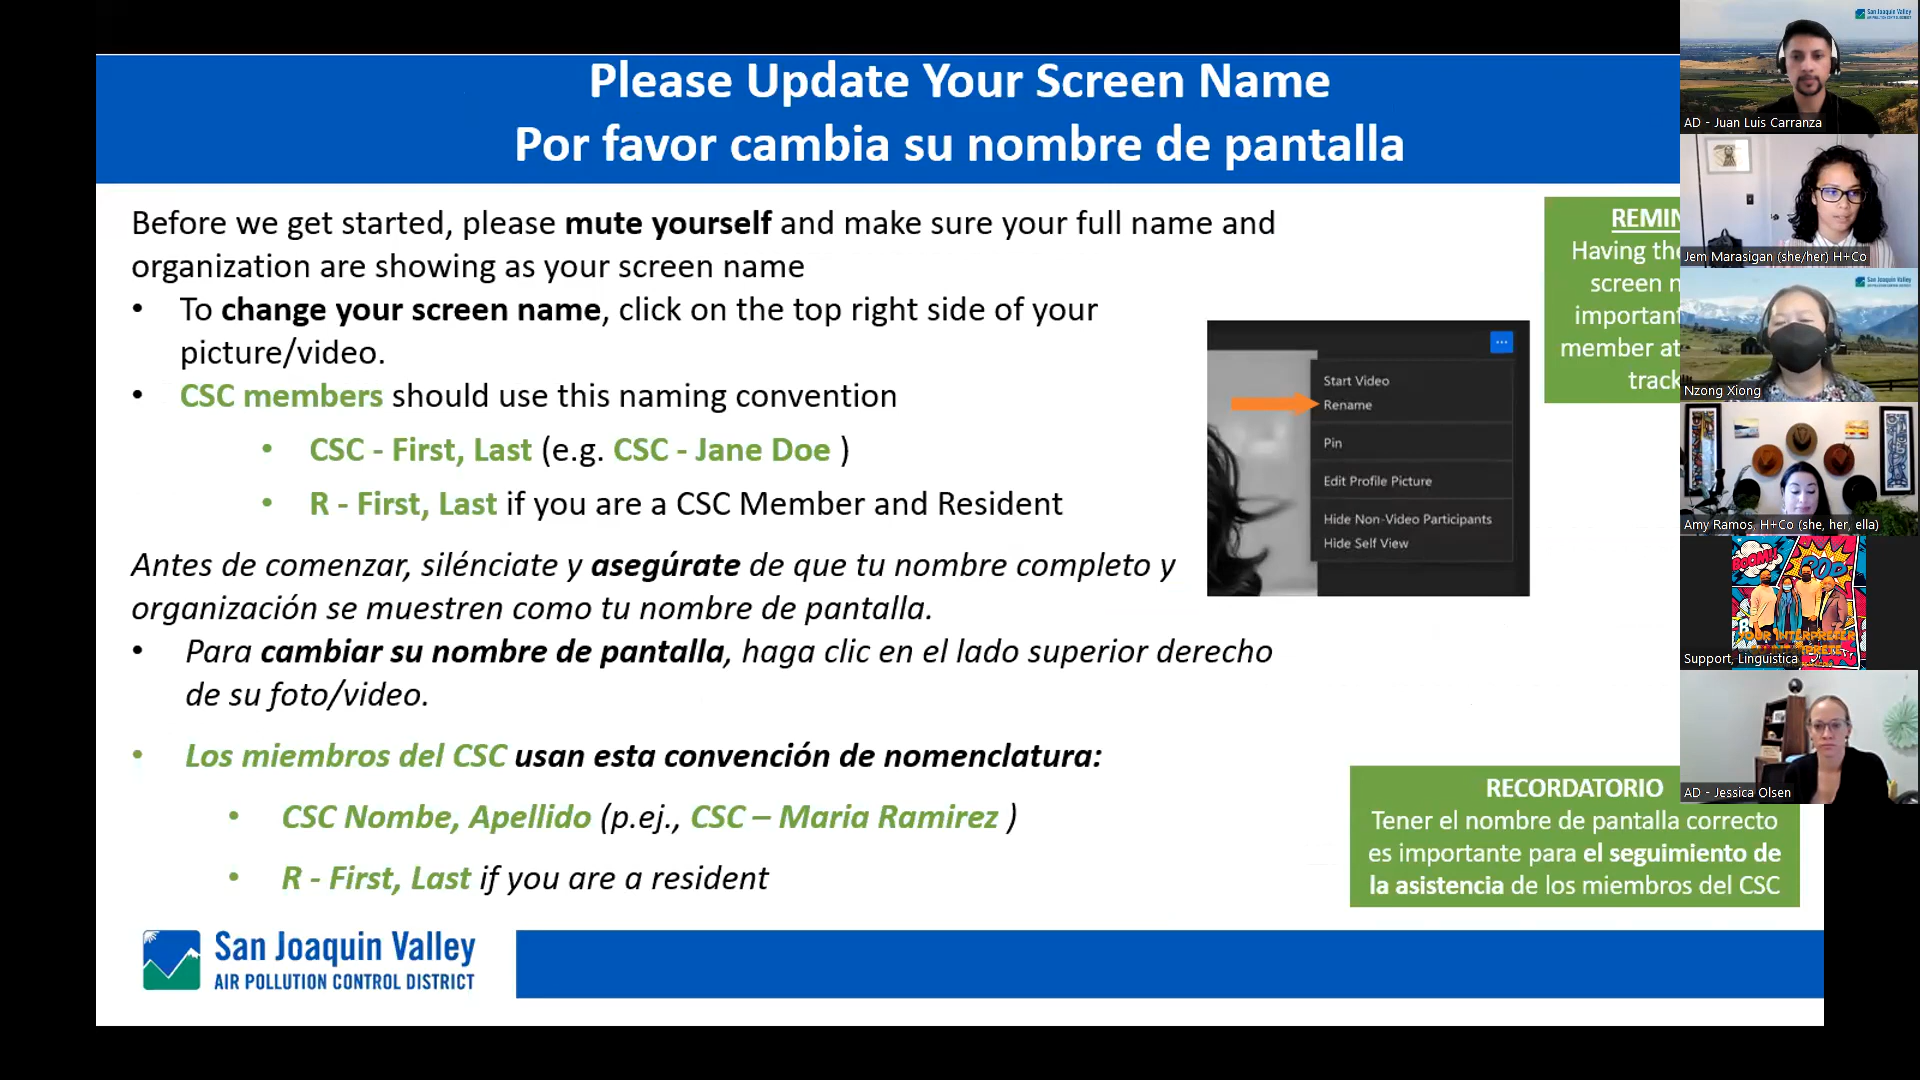 Please Update Your Screen Name
Por favor cambia su nombre de pantalla
Before we get started, please mute yourself and make sure your full name and
organization are showing as your screen name
• To change your screen name, click on the top right side of your
picture/video.
• CSC members should use this naming convention
• CSC - First, Last (e.g. CSC - Jane Doe )
• R - First, Last if you are a CSC Member and Resident
Antes de comenzar, silénciate y asegúrate de que tu nombre completo y
organización se muestren como tu nombre de pantalla.
• Para cambiar su nombre de pantalla, haga clic en el lado superior derecho
de su foto/video.
• Los miembros del CSC usan esta convención de nomenclatura:
• CSC Nombe, Apellido (p.ej., CSC – Maria Ramirez )
• R - First, Last if you are a resident
Start Video
Rename
Pin
Edit Profile Picture
Hide Non-Video Participants
Hide Self View
REMIN
Having the
screen n
important
member at
track
RECORDATORIO
Tener el nombre de pantalla correcto
es importante para el seguimiento de
la asistencia de los miembros del CSC
San Joaquin Valley
AIR POLLUTION CONTROL DISTRICT
San Joaquin Valley
AD - Juan Luis Carranza
Jem Marasigan (she/her) H+Co
San Joaquin Valley
Nzong Xiong
Amy Ramos, H+Co (she, her, ella)
BOOM!!
POP
YOUR INTERPRETER
Support, Linguistica
AD - Jessica Olsen